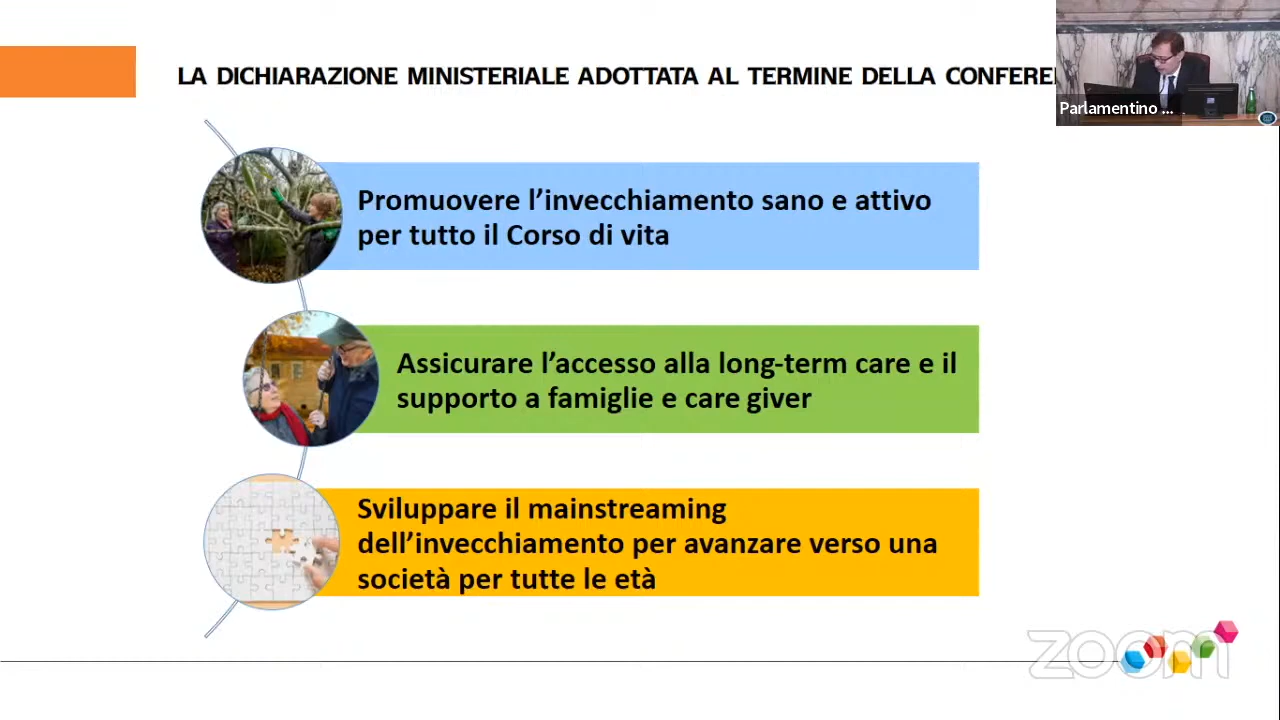 LA DICHIARAZIONE MINISTERIALE ADOTTATA AL TERMINE DELLA
Parlamentino ...
Promuovere l’invecchiamento sano e attivo
per tutto il Corso di vita
Assicurare l’accesso alla long-term care e il
supporto a famiglie e care giver
Sviluppare il mainstreaming
dell’invecchiamento per avanzare verso una
società per tutte le età
zoom